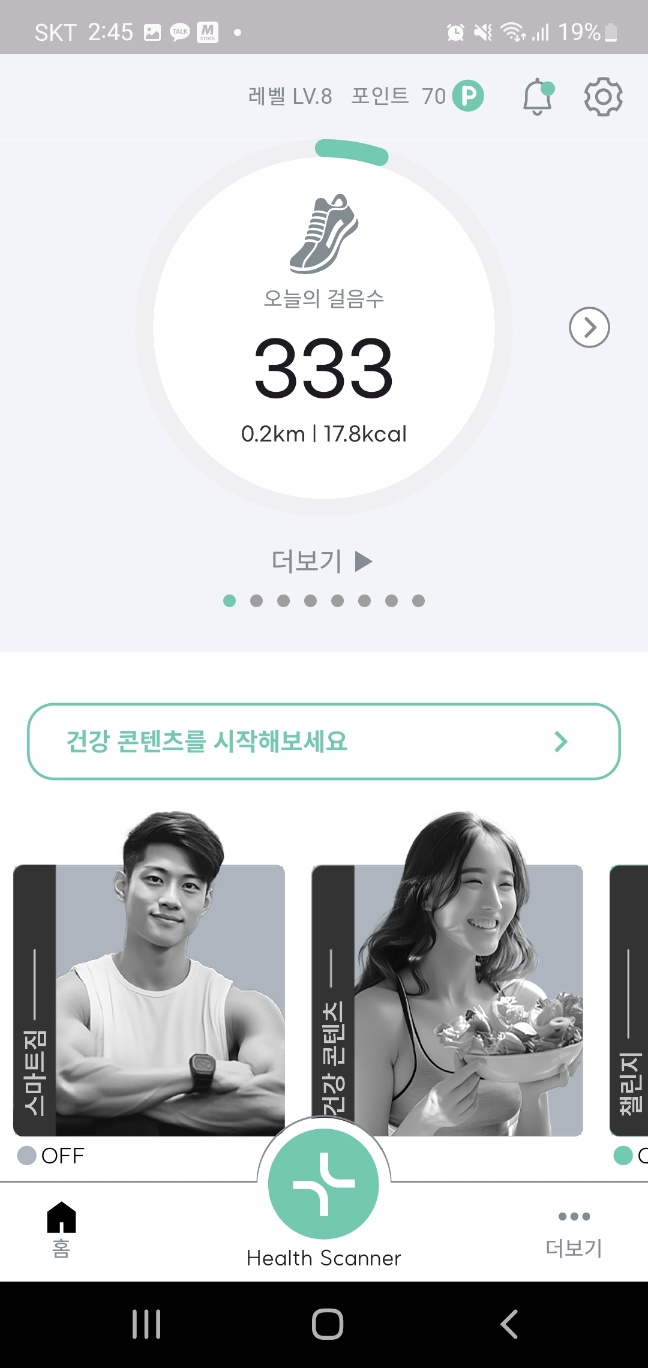 SKT 2:45 TALK M 19%
레벨 LV.8 포인트 70 P
오늘의 걸음수
333
0.2km | 17.8kcal
더보기 ▶
건강 콘텐츠를 시작해보세요
스마트짐
건강 콘텐츠
챌린지
OFF
홈
Health Scanner
더보기